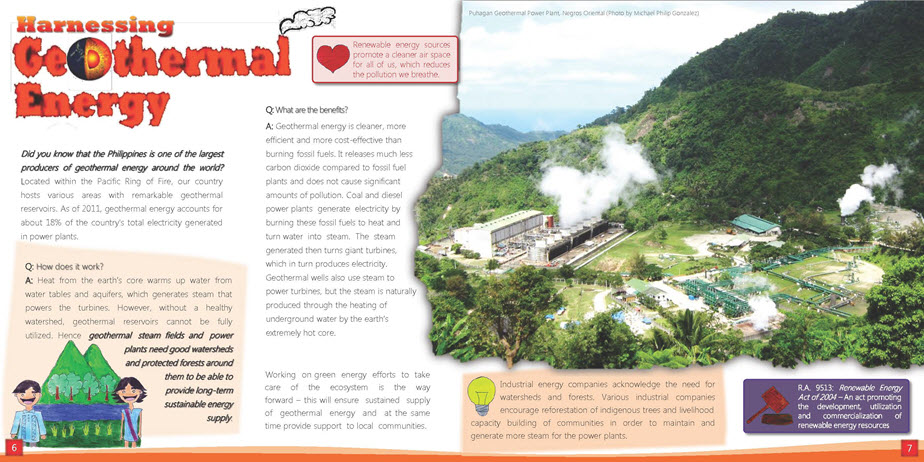 Harnessing
Geothermal
Energy
Did you know that the Philippines is one of the largest
producers of geothermal energy around the world?
Located within the Pacific Ring of Fire, our country
hosts various areas with remarkable geothermal
reservoirs. As of 2011, geothermal energy accounts for
about 18% of the country's total electricity generated
in power plants.
Q: How does it work?
A: Heat from the earth's core warms up water from
water tables and aquifers, which generates steam that
powers the turbines. However, without a healthy
watershed, geothermal reservoirs cannot be fully
utilized. Hence geothermal steam fields and power
plants need good watersheds
and protected forests around
them to be able to
provide long-term
sustainable energy
supply.
6
Renewable energy sources
promote a cleaner air space
for all of us, which reduces
the pollution we breathe.
Q: What are the benefits?
A: Geothermal energy is cleaner, more
efficient and more cost-effective than
burning fossil fuels. It releases much less
carbon dioxide compared to fossil fuel
plants and does not cause significant
amounts of pollution. Coal and diesel
power plants generate electricity by
burning these fossil fuels to heat and
turn water into steam. The steam
generated then turns giant turbines,
which in turn produces electricity.
Geothermal wells also use steam to
power turbines, but the steam is naturally
produced through the heating of
underground water by the earth's
extremely hot core.
Working on green energy efforts to take
care of the ecosystem is the way
forward – this will ensure sustained supply
of geothermal energy and at the same
time provide support to local communities.
Puhagan Geothermal Power Plant, Negros Oriental (Photo by Michael Philip Gonzalez)
Industrial energy companies acknowledge the need for
watersheds and forests. Various industrial companies
encourage reforestation of indigenous trees and livelihood
capacity building of communities in order to maintain and
generate more steam for the power plants.
R.A. 9513: Renewable Energy
Act of 2004 – An act promoting
the development, utilization
and commercialization of
renewable energy resources
7